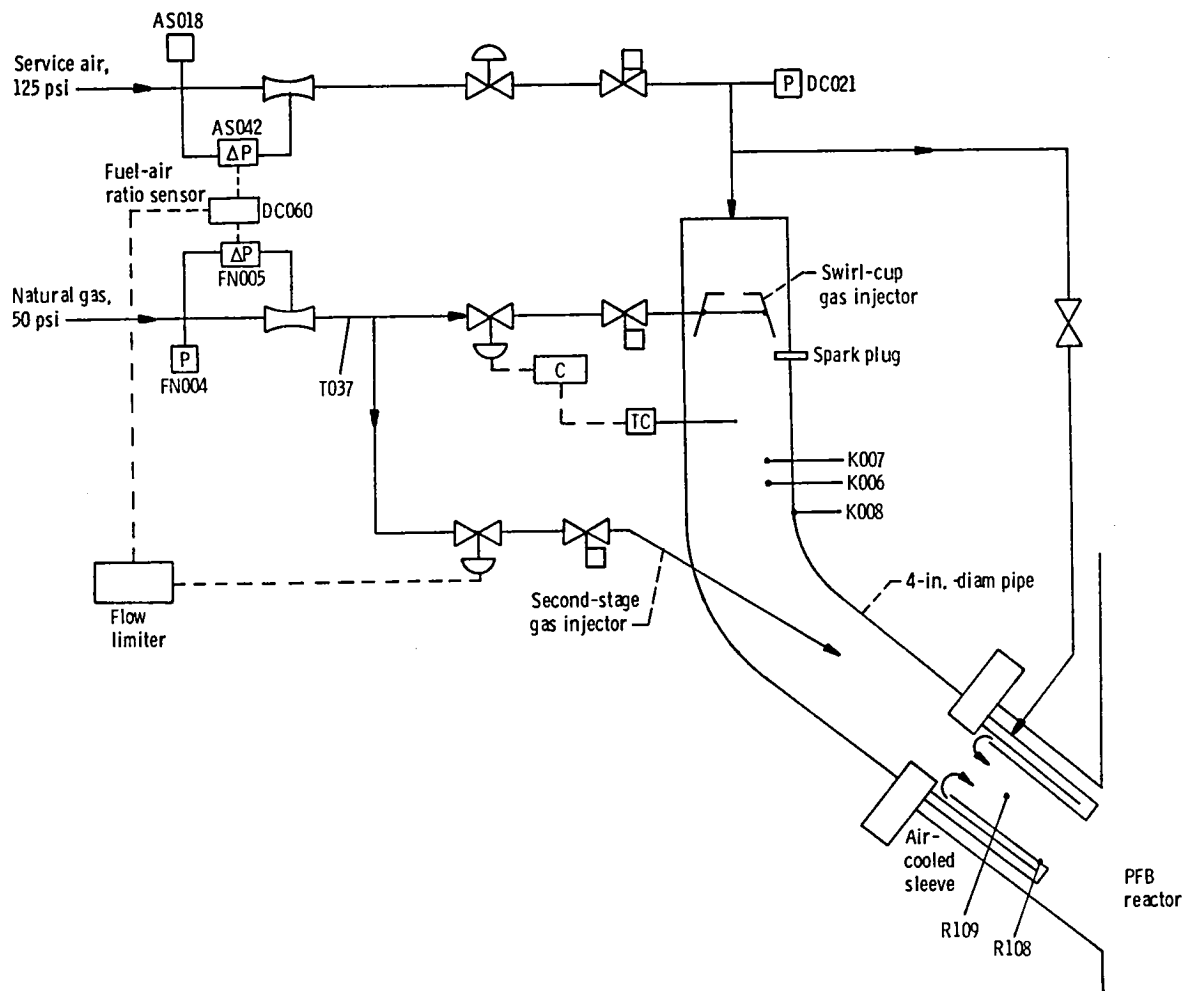 AS018
Service air,
125 psi
P
DC021
AS042
ΔP
Fuel-air
ratio sensor
DC060
ΔP
FN005
Natural gas,
50 psi
Swirl-cup
gas injector
P
FN004
T037
C
Spark plug
TC
K007
K006
K008
Flow
limiter
Second-stage
gas injector
4-in. -diam pipe
Air-
cooled
sleeve
PFB
reactor
R109
R108